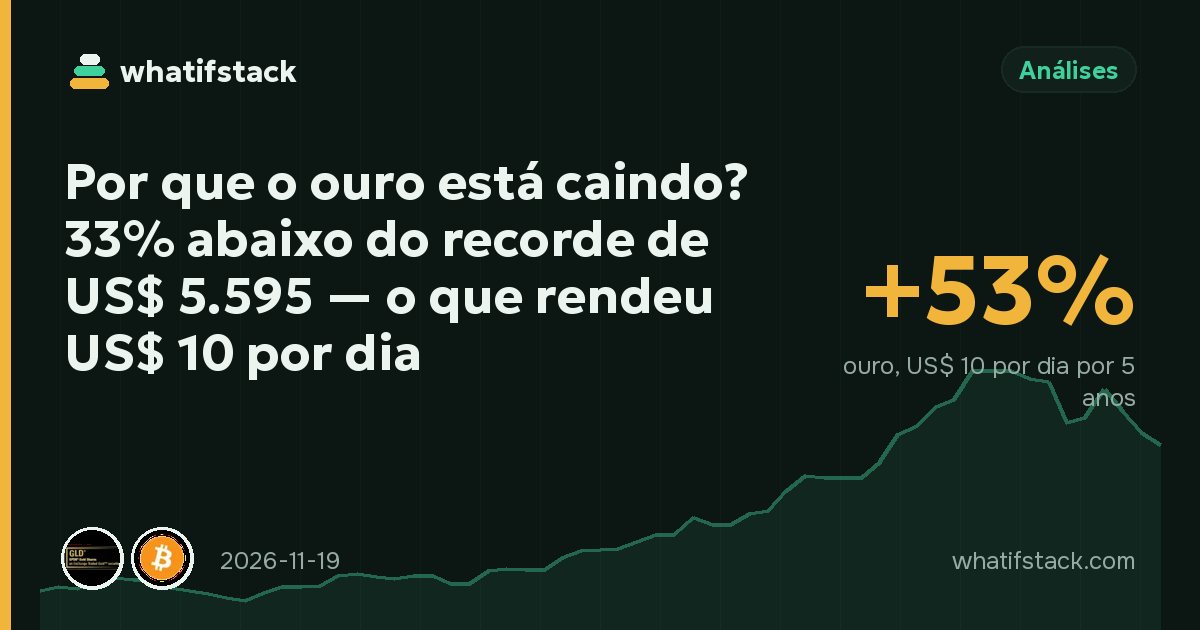 whatifstack
Análises
Por que o ouro está caindo?
33% abaixo do recorde de
US$ 5.595 — o que rendeu
US$ 10 por dia
+53%
ouro, US$ 10 por dia por 5
anos
GLD
2026-11-19
whatifstack.com